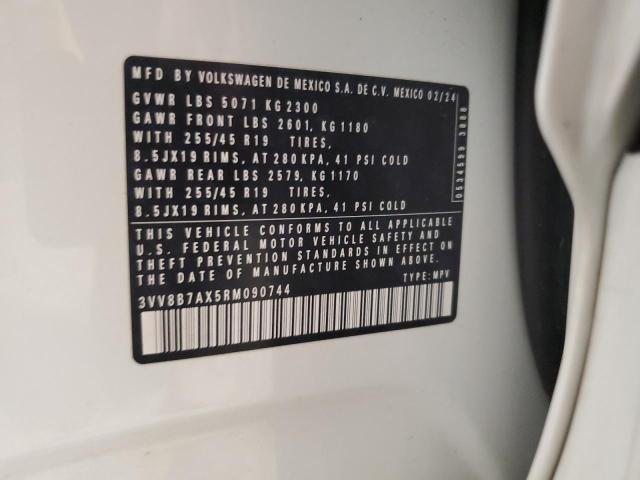 MFD BY VOLKSWAGEN DE MEXICO S.A. DE C.V. MEXICO 02/24
GVWR LBS 5071 KG 2300
GAWR FRONT LBS 2601, KG 1180
WITH 255/45 R19 TIRES,
8.5JX19 RIMS, AT 280 KPA, 41 PSI COLD
GAWR REAR LBS 2579, KG 1170
WITH 255/45 R19 TIRES,
8.5JX19 RIMS, AT 280 KPA, 41 PSI COLD
THIS VEHICLE CONFORMS TO ALL APPLICABLE
U.S. FEDERAL MOTOR VEHICLE SAFETY AND
THEFT PREVENTION STANDARDS IN EFFECT ON
THE DATE OF MANUFACTURE SHOWN ABOVE.
3VV8B7AX5RM090744 TYPE: MPV